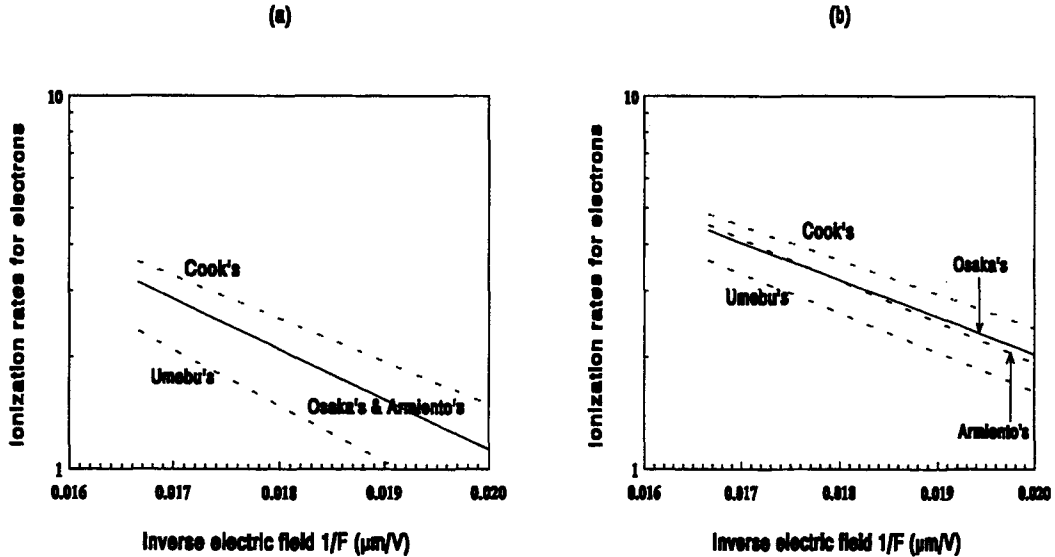 (a)
Ionization rates for electrons
10
1
Cook's
Umebu's
Osaka's & Armiento's
0.016 0.017 0.018 0.019 0.020
Inverse electric field 1/F (μm/V)
(b)
Ionization rates for electrons
10
1
Cook's
Osaka's
Umebu's
Armiento's
0.016 0.017 0.018 0.019 0.020
Inverse electric field 1/F (μm/V)